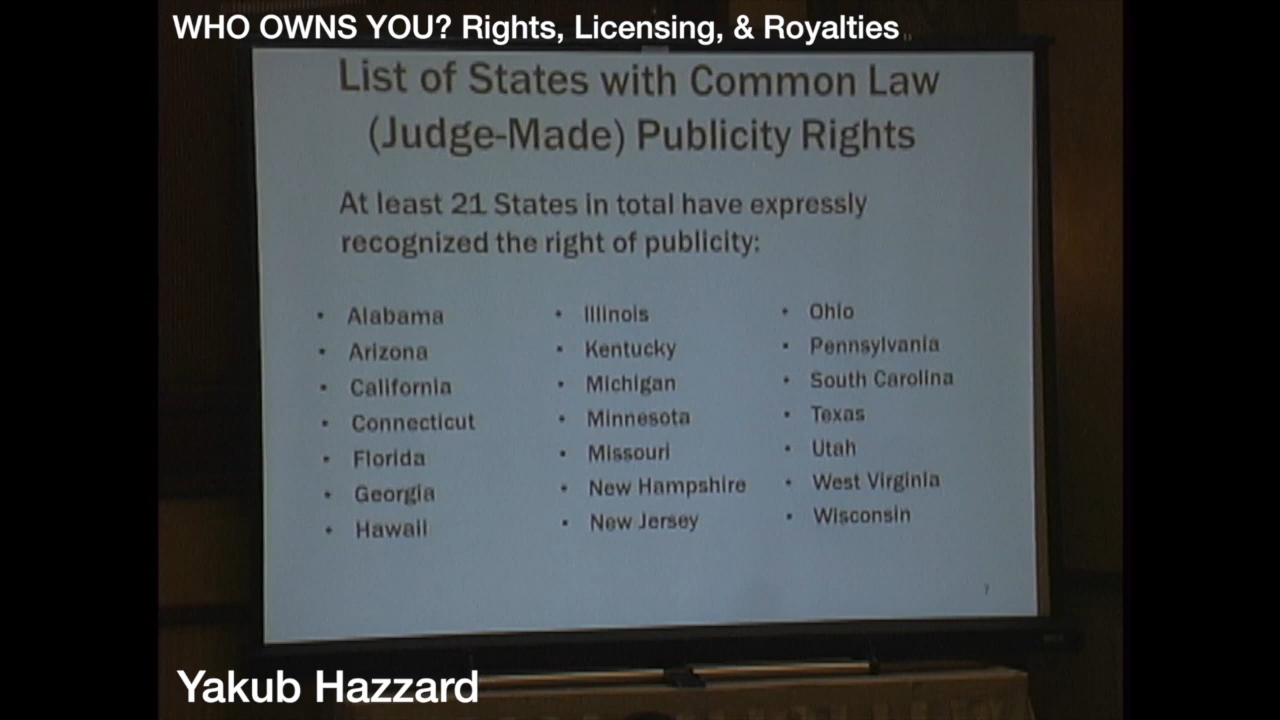 WHO OWNS YOU? Rights, Licensing, & Royalties
List of States with Common Law
(Judge-Made) Publicity Rights
At least 21 States in total have expressly
recognized the right of publicity:
• Alabama
• Arizona
• California
• Connecticut
• Florida
• Georgia
• Hawaii
• Illinois
• Kentucky
• Michigan
• Minnesota
• Missouri
• New Hampshire
• New Jersey
• Ohio
• Pennsylvania
• South Carolina
• Texas
• Utah
• West Virginia
• Wisconsin
7
Yakub Hazzard